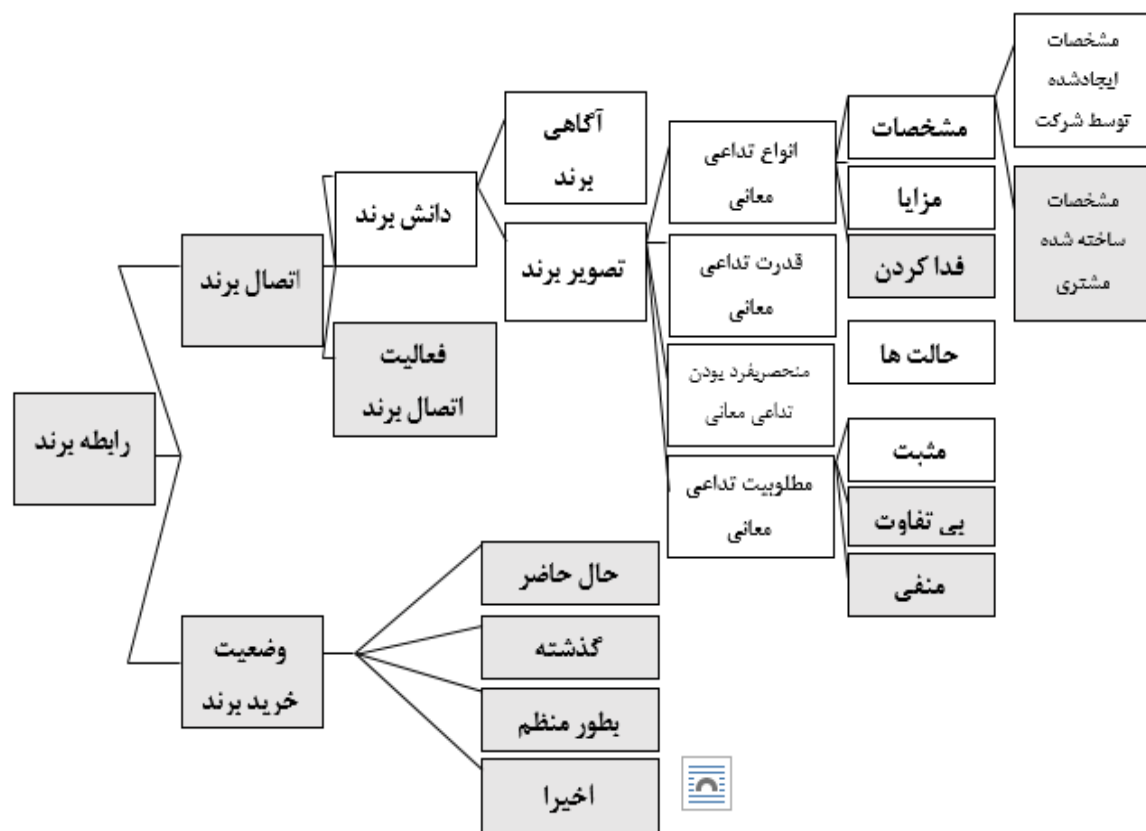 رابطه برند
اتصال برند
وضعیت
خرید برند
دانش برند
فعالیت
اتصال برند
آگاهی
برند
تصویر برند
انواع تداعی
معانی
قدرت تداعی
معانی
منحصربفرد بودن
تداعی معانی
مطلوبیت تداعی
معانی
مشخصات
مزایا
فدا کردن
حالت ها
مثبت
بی تفاوت
منفی
مشخصات
ایجادشده
توسط شرکت
مشخصات
ساخته شده
مشتری
حال حاضر
گذشته
بطور منظم
اخیرا